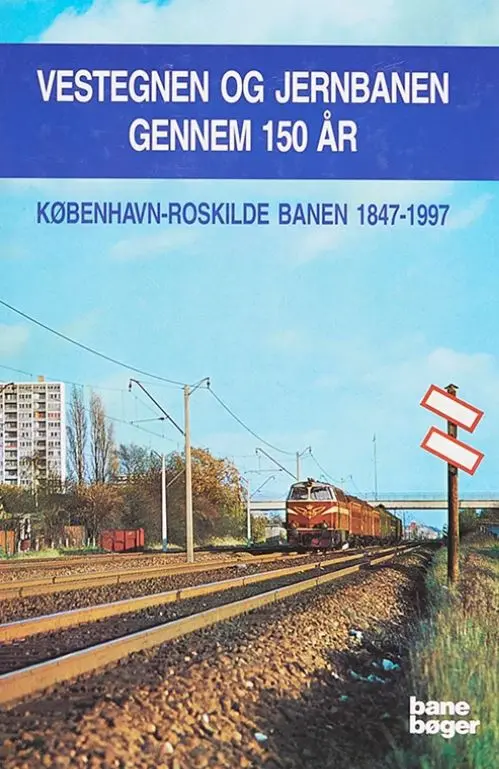 VESTEGNEN OG JERNBANEN
GENNEM 150 ÅR
KØBENHAVN-ROSKILDE BANEN 1847-1997
bane
bøger